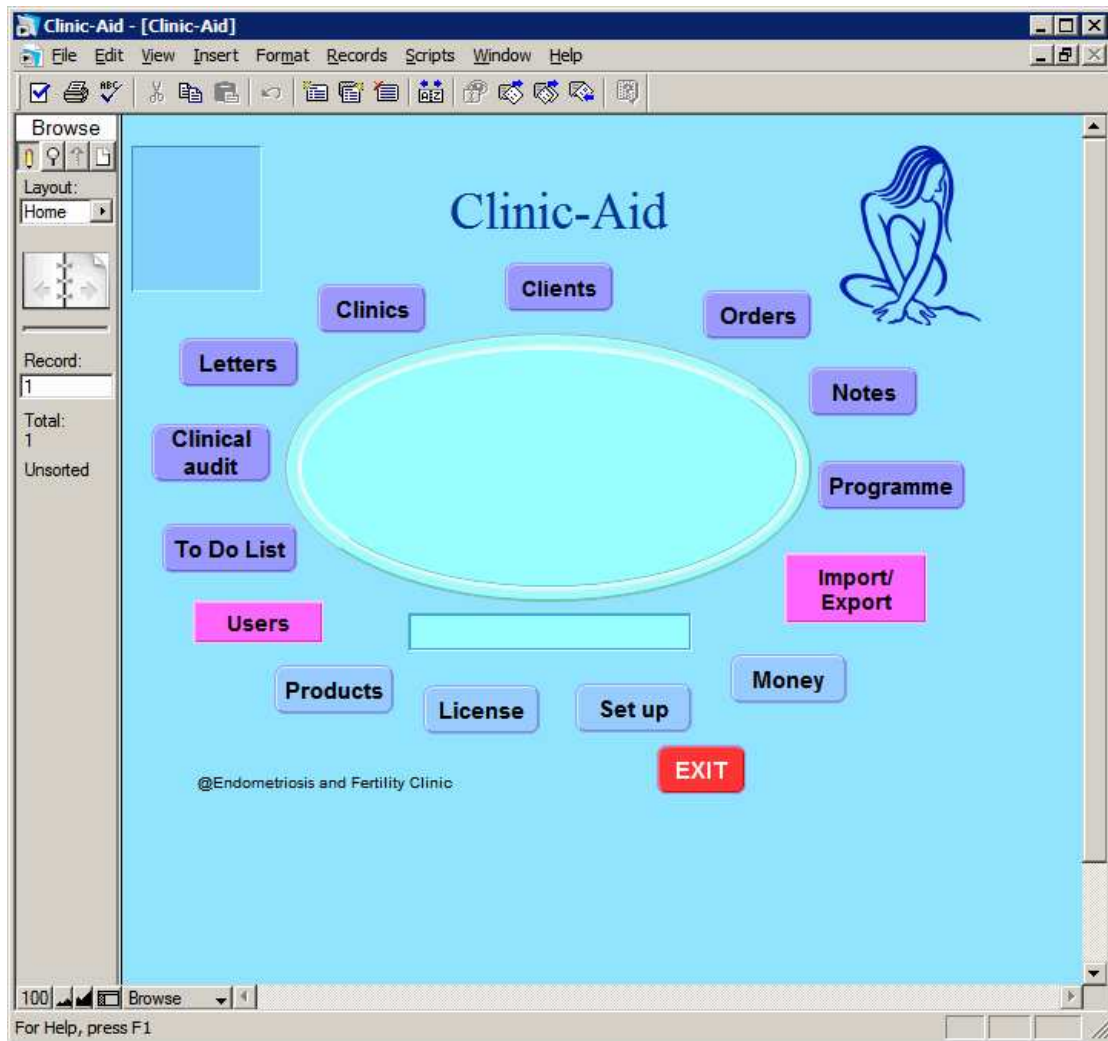 Clinic-Aid - [Clinic-Aid]
File Edit View Insert Format Records Scripts Window Help
Browse
Layout:
Home
Record:
1
Total:
1
Unsorted
Clinic-Aid
Clients
Clinics
Orders
Letters
Notes
Clinical
audit
Programme
To Do List
Import/
Export
Users
Products
License
Set up
Money
EXIT
@Endometriosis and Fertility Clinic
100 Browse
For Help, press F1